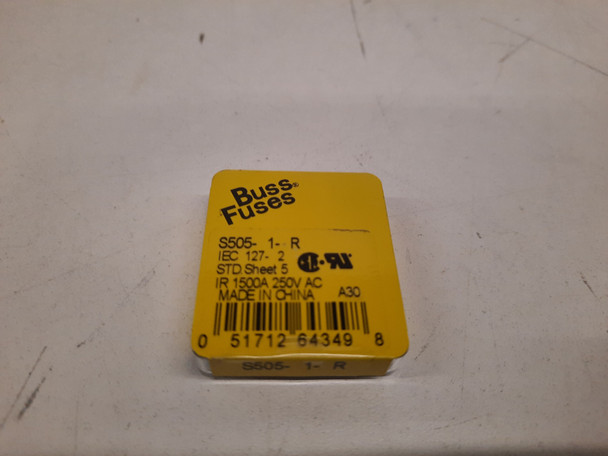 Buss®
Fuses
S505- 1- R
IEC 127- 2
STD Sheet 5
IR 1500A 250V AC
MADE IN CHINA A30
0 51712 64349 8
S505- 1- R